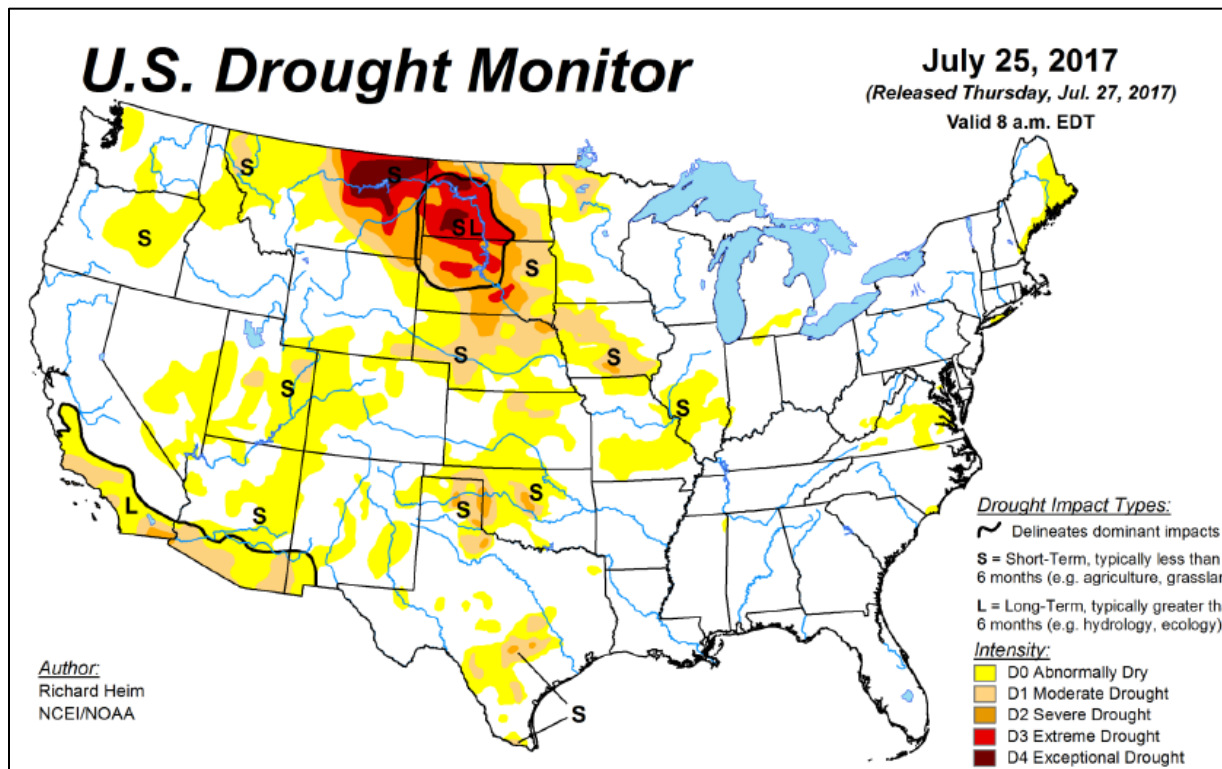 U.S. Drought Monitor
July 25, 2017
(Released Thursday, Jul. 27, 2017)
Valid 8 a.m. EDT
S
S
S
S L
S
S
S
S
S
S
S
S
L
S
Author:
Richard Heim
NCEI/NOAA
Drought Impact Types:
Delineates dominant impacts
S = Short-Term, typically less than
6 months (e.g. agriculture, grasslan
L = Long-Term, typically greater th
6 months (e.g. hydrology, ecology)
Intensity:
D0 Abnormally Dry
D1 Moderate Drought
D2 Severe Drought
D3 Extreme Drought
D4 Exceptional Drought